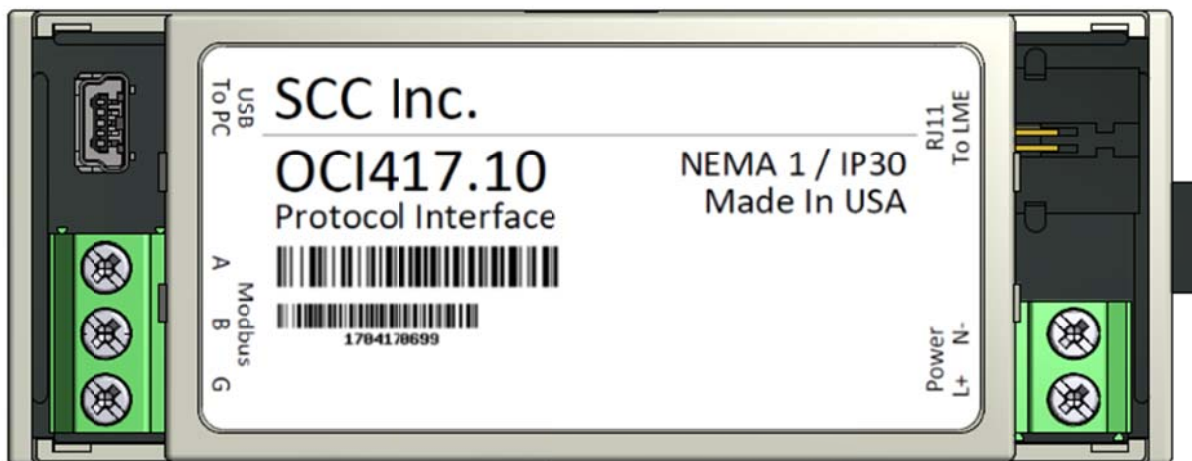 USB
To PC
SCC Inc.
RJ11
To LME
OCI417.10
Protocol Interface
NEMA 1 / IP30
Made In USA
A
B
G
Modbus
1704170699
Power
L+ N-